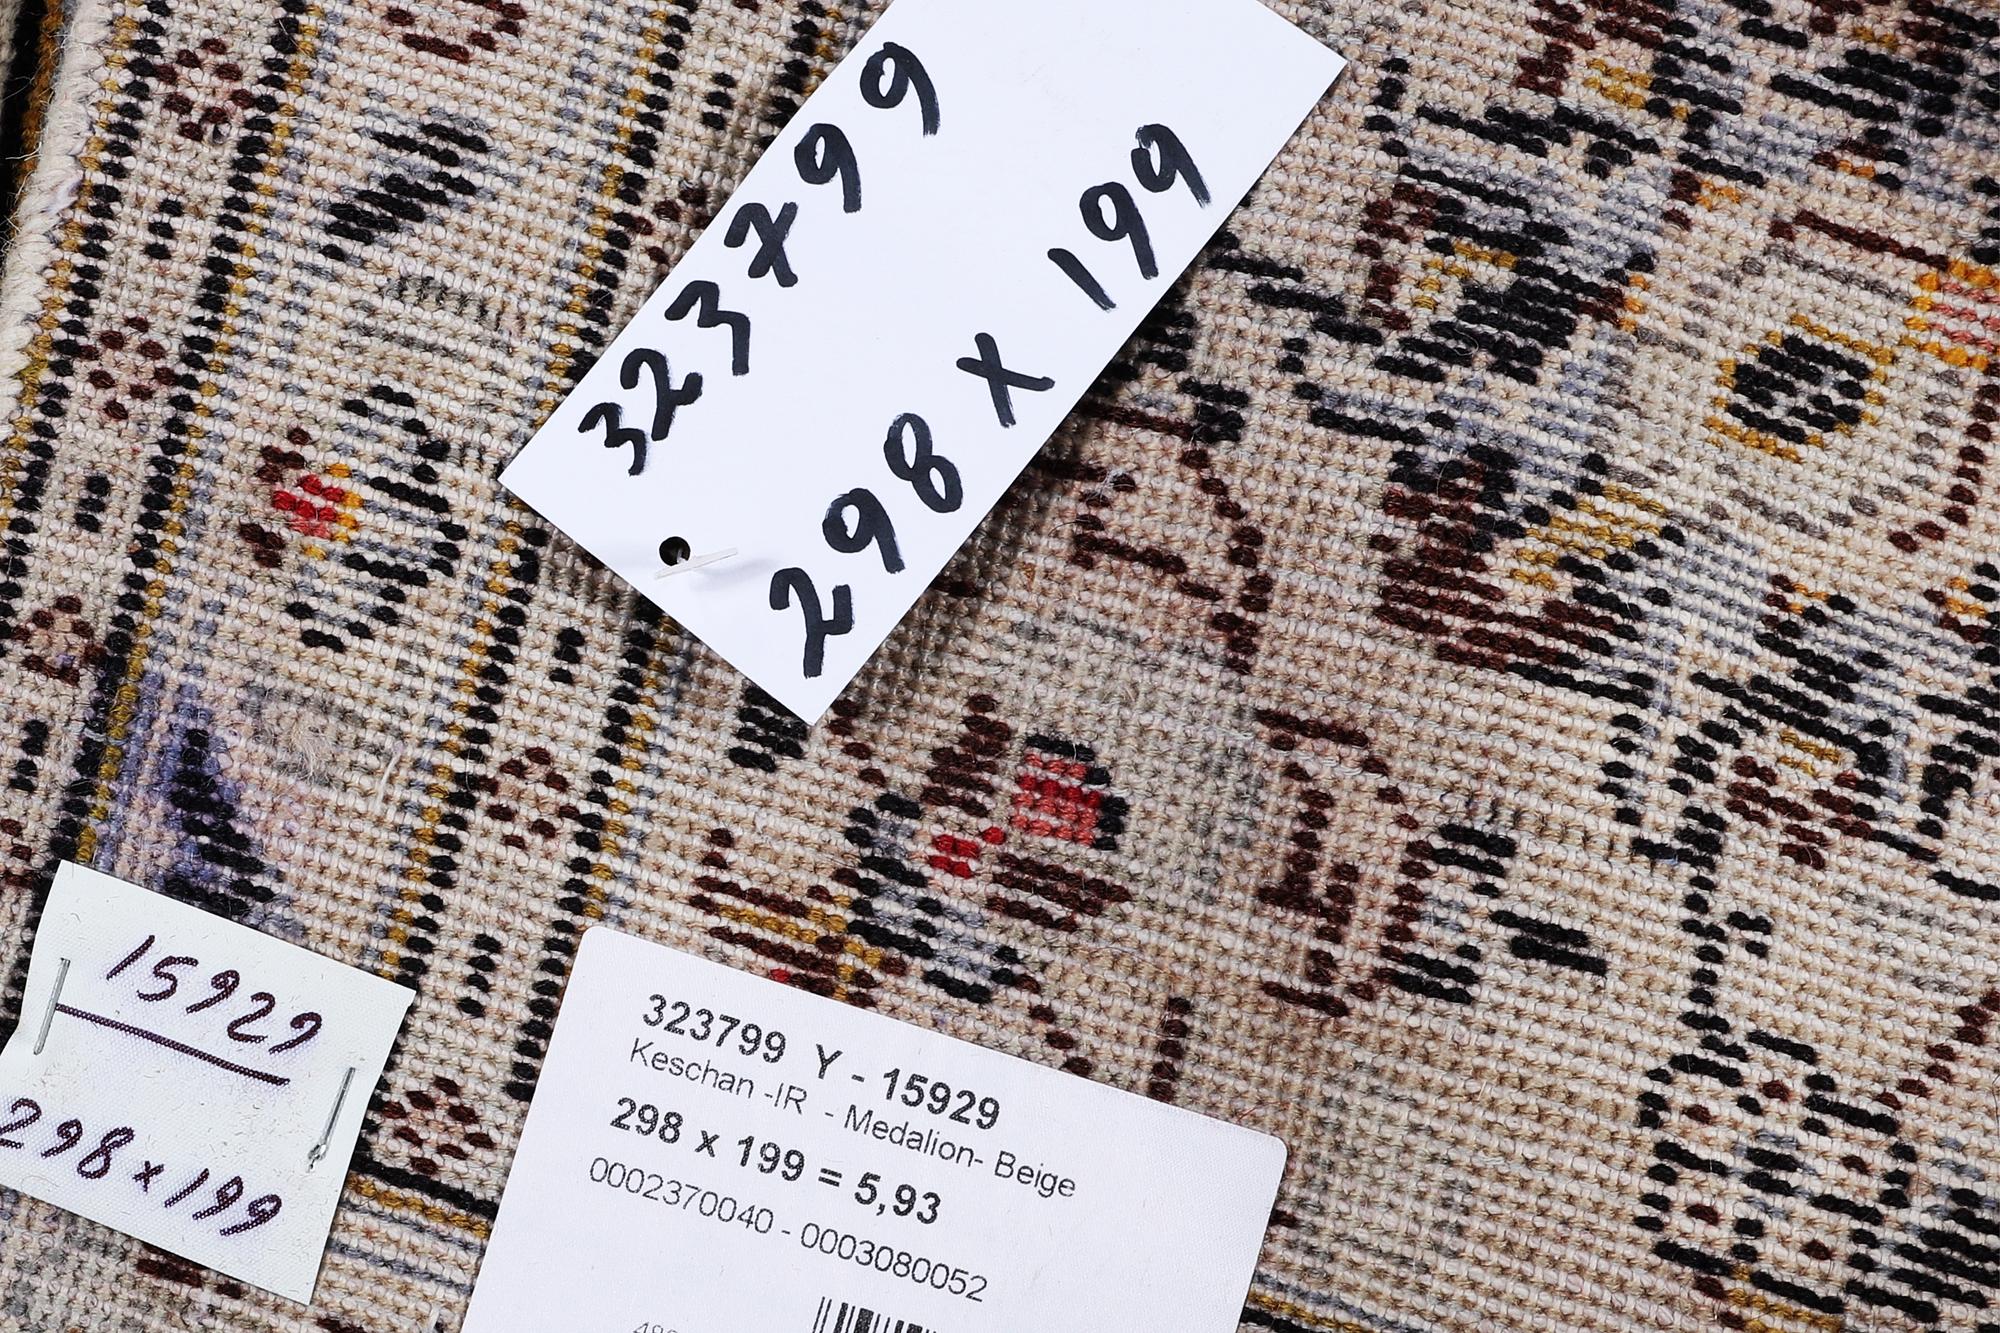 323799
298 x 199
15929
298 x 199
323799 Y - 15929
Keschan -IR - Medalion- Beige
298 x 199 = 5,93
0002370040 - 0003080052